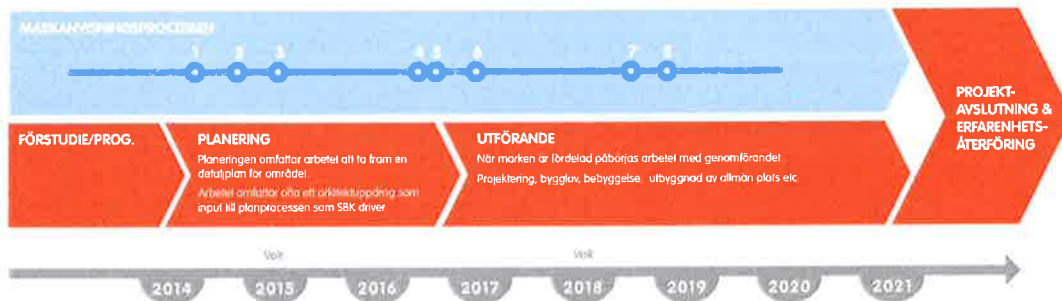 MARKANVISNINGSPROCESSEN
1 2 3 4 5 6 7 8
FÖRSTUDIE/PROG.
PLANERING
Planeringen omfattar arbetet att ta fram en
detaljplan för området
Arbetet omfattar ofta ett arkitektuppdrag som
input till planprocessen som SBK driver
UTFÖRANDE
När marken är fördelad påbörjas arbetet med genomförandet
Projektering, bygglov, bebyggelse, utbyggnad av allmän plats etc
PROJEKT-
AVSLUTNING &
ERFARENHETS-
ÅTERFÖRING
Valt Valt
2014 2015 2016 2017 2018 2019 2020 2021